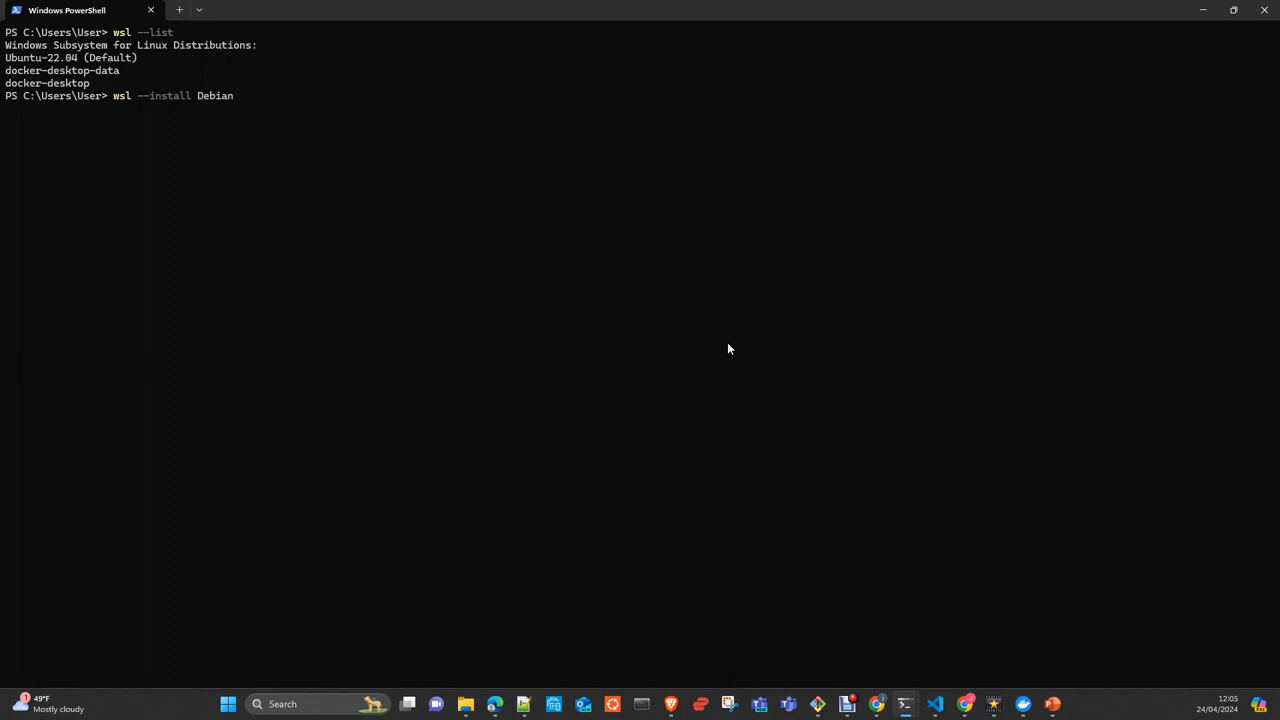 Windows PowerShell
PS C:\Users\User> wsl --list
Windows Subsystem for Linux Distributions:
Ubuntu-22.04 (Default)
docker-desktop-data
docker-desktop
PS C:\Users\User> wsl --install Debian
1
49°F
Mostly cloudy
Search
12:05
24/04/2024